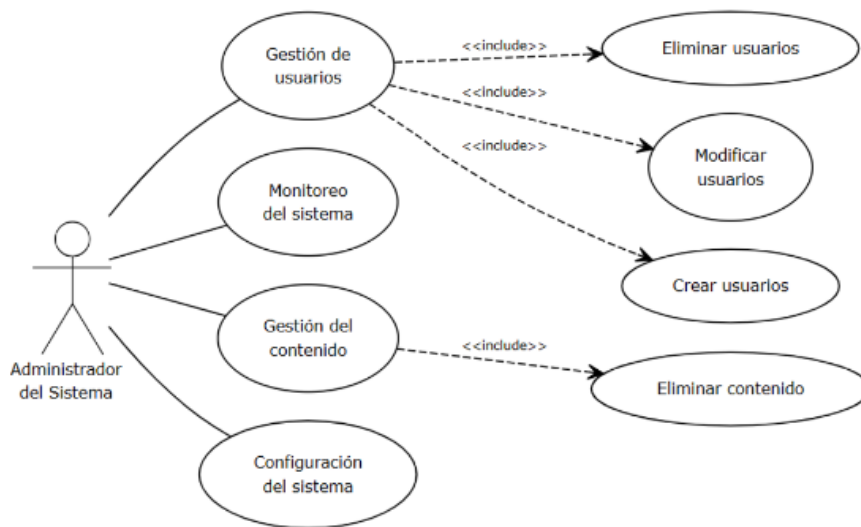 Gestión de
usuarios
<<include>>
Eliminar usuarios
<<include>>
Modificar
usuarios
<<include>>
Monitoreo
del sistema
Crear usuarios
Gestión del
contenido
<<include>>
Eliminar contenido
Administrador
del Sistema
Configuración
del sistema